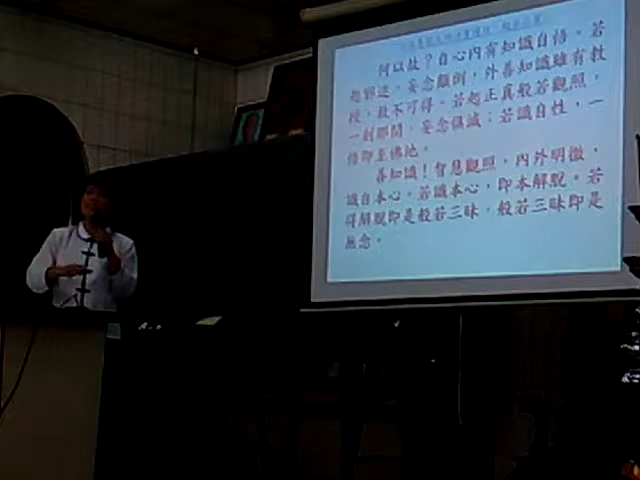 何以故？自心內有知識自悟。若
起邪迷，妄念顛倒，外善知識雖有教
授，救不可得。若起正真般若觀照，
一剎那間，妄念俱滅；若識自性，一
悟即至佛地。
善知識！智慧觀照，內外明徹，
識自本心。若識本心，即本解脫。若
得解脫即是般若三昧，般若三昧即是
無念。